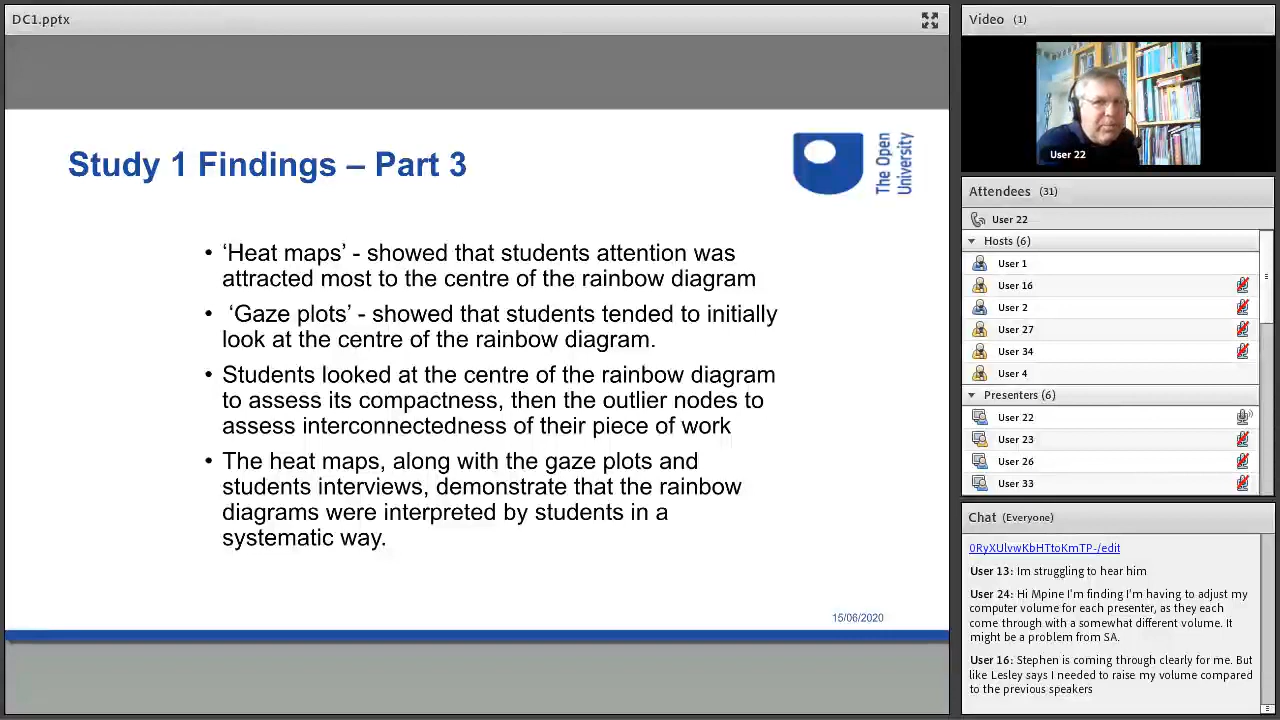 DC1.pptx
Study 1 Findings – Part 3
The Open
University
• ‘Heat maps’ - showed that students attention was
attracted most to the centre of the rainbow diagram
•  ‘Gaze plots’ - showed that students tended to initially
look at the centre of the rainbow diagram.
• Students looked at the centre of the rainbow diagram
to assess its compactness, then the outlier nodes to
assess interconnectedness of their piece of work
• The heat maps, along with the gaze plots and
students interviews, demonstrate that the rainbow
diagrams were interpreted by students in a
systematic way.
15/06/2020
Video (1)
User 22
Attendees (31)
User 22
Hosts (6)
User 1
User 16
User 2
User 27
User 34
User 4
Presenters (6)
User 22
User 23
User 26
User 33
Chat (Everyone)
0RyXUlvwKbHTtoKmTP-/edit
User 13: Im struggling to hear him
User 24: Hi Mpine I'm finding I'm having to adjust my
computer volume for each presenter, as they each
come through with a somewhat different volume. It
might be a problem from SA.
User 16: Stephen is coming through clearly for me. But
like Lesley says I needed to raise my volume compared
to the previous speakers